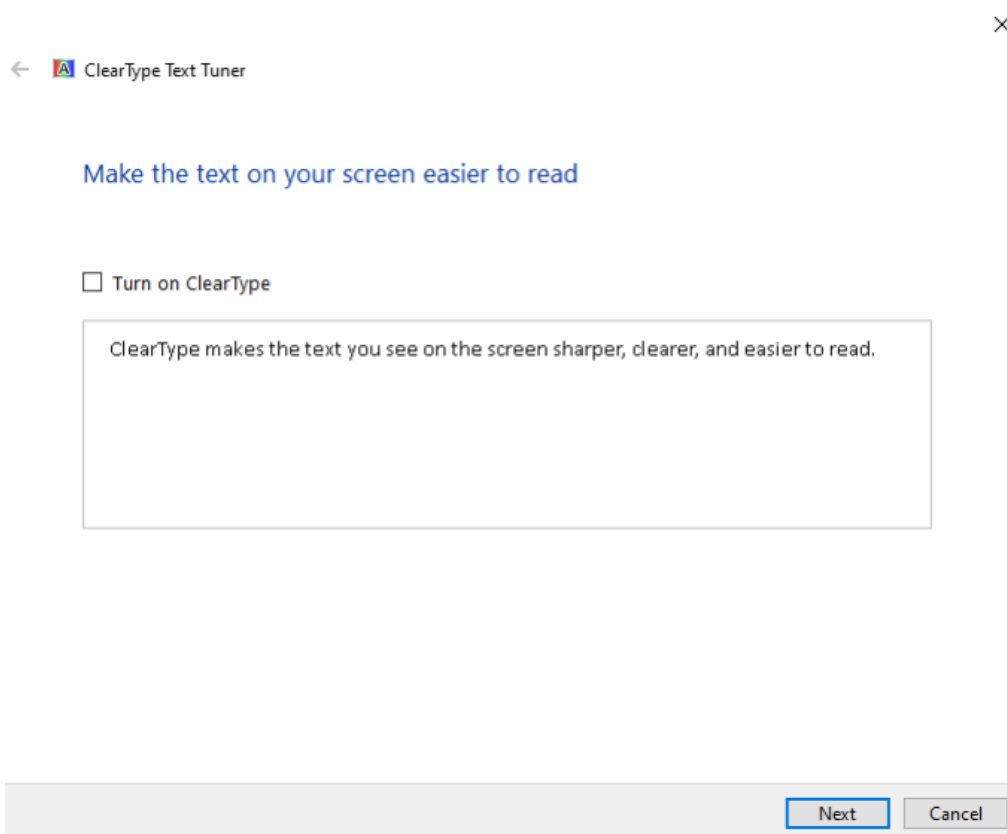 ClearType Text Tuner
Make the text on your screen easier to read
Turn on ClearType
ClearType makes the text you see on the screen sharper, clearer, and easier to read.
Next
Cancel